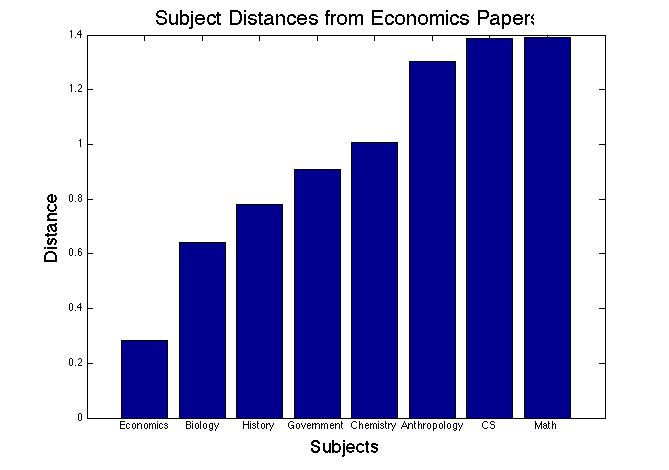 Subject Distances from Economics Papers
1.4
1.2
1
0.8
0.6
0.4
0.2
0
Distance
Economics Biology History Government Chemistry Anthropology CS Math
Subjects